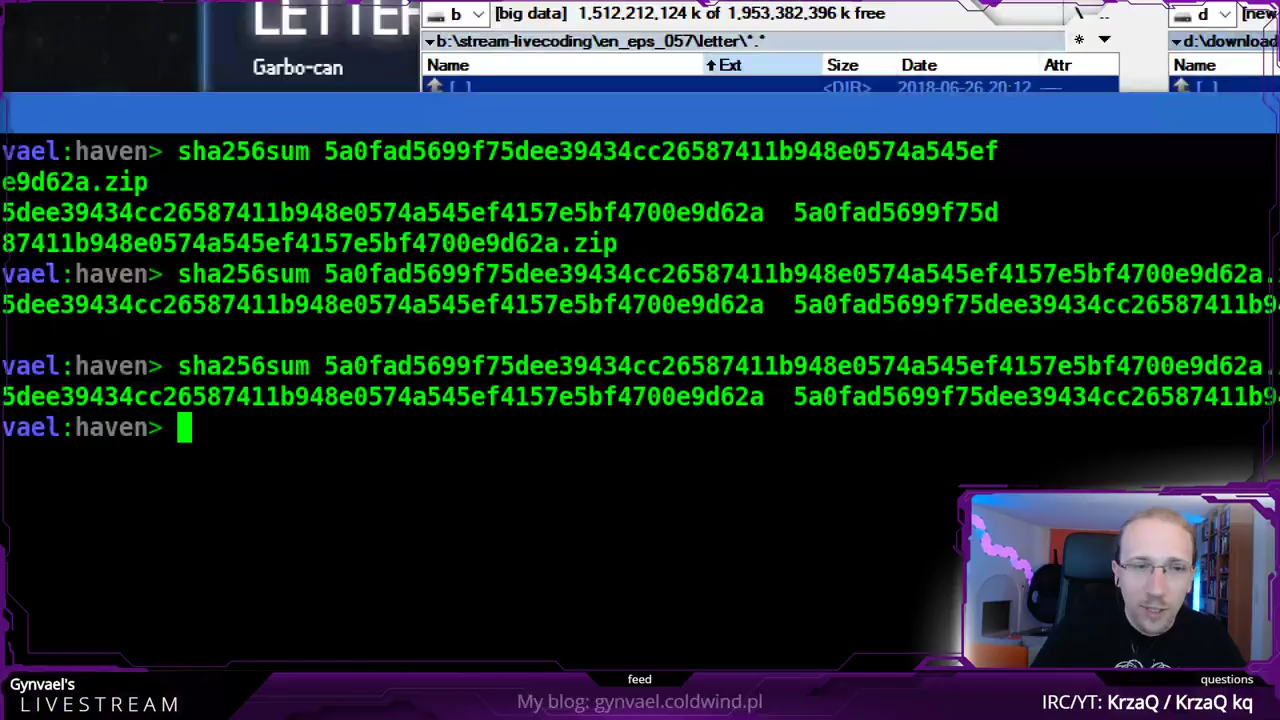 LETTER
Garbo-can
b [big data] 1,512,212,124 k of 1,953,382,396 k free \ .. d [new
b:\stream-livecoding\en_eps_057\letter\*.* * d:\download
Name Ext Size Date Attr Name
[..] <DIR> 2018-06-26 20:12 ---- [..]
vael:haven> sha256sum 5a0fad5699f75dee39434cc26587411b948e0574a545ef
e9d62a.zip
5dee39434cc26587411b948e0574a545ef4157e5bf4700e9d62a 5a0fad5699f75d
87411b948e0574a545ef4157e5bf4700e9d62a.zip
vael:haven> sha256sum 5a0fad5699f75dee39434cc26587411b948e0574a545ef4157e5bf4700e9d62a.
5dee39434cc26587411b948e0574a545ef4157e5bf4700e9d62a 5a0fad5699f75dee39434cc26587411b9
vael:haven> sha256sum 5a0fad5699f75dee39434cc26587411b948e0574a545ef4157e5bf4700e9d62a.
5dee39434cc26587411b948e0574a545ef4157e5bf4700e9d62a 5a0fad5699f75dee39434cc26587411b9
vael:haven>
Gynvael's
LIVESTREAM
feed
My blog: gynvael.coldwind.pl
questions
IRC/YT: KrzaQ / KrzaQ kq